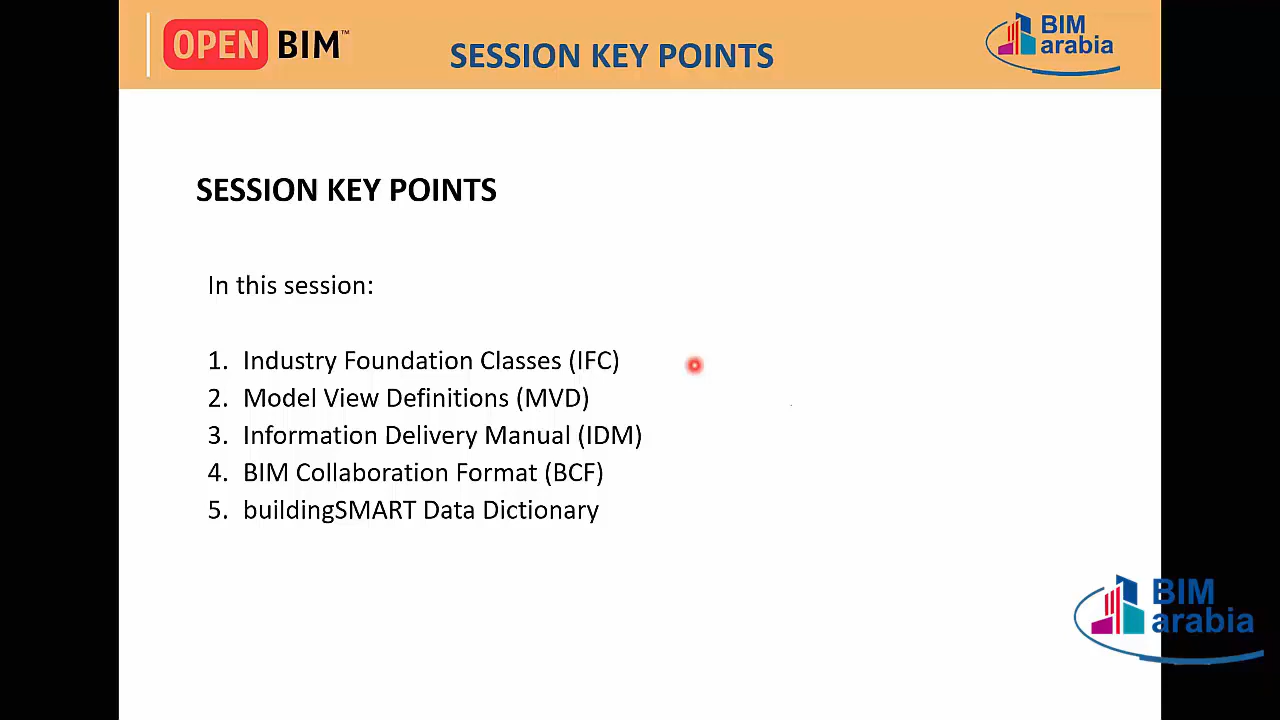 OPEN BIM™
SESSION KEY POINTS
BIM
arabia
SESSION KEY POINTS
In this session:
1. Industry Foundation Classes (IFC)
2. Model View Definitions (MVD)
3. Information Delivery Manual (IDM)
4. BIM Collaboration Format (BCF)
5. buildingSMART Data Dictionary
BIM
arabia